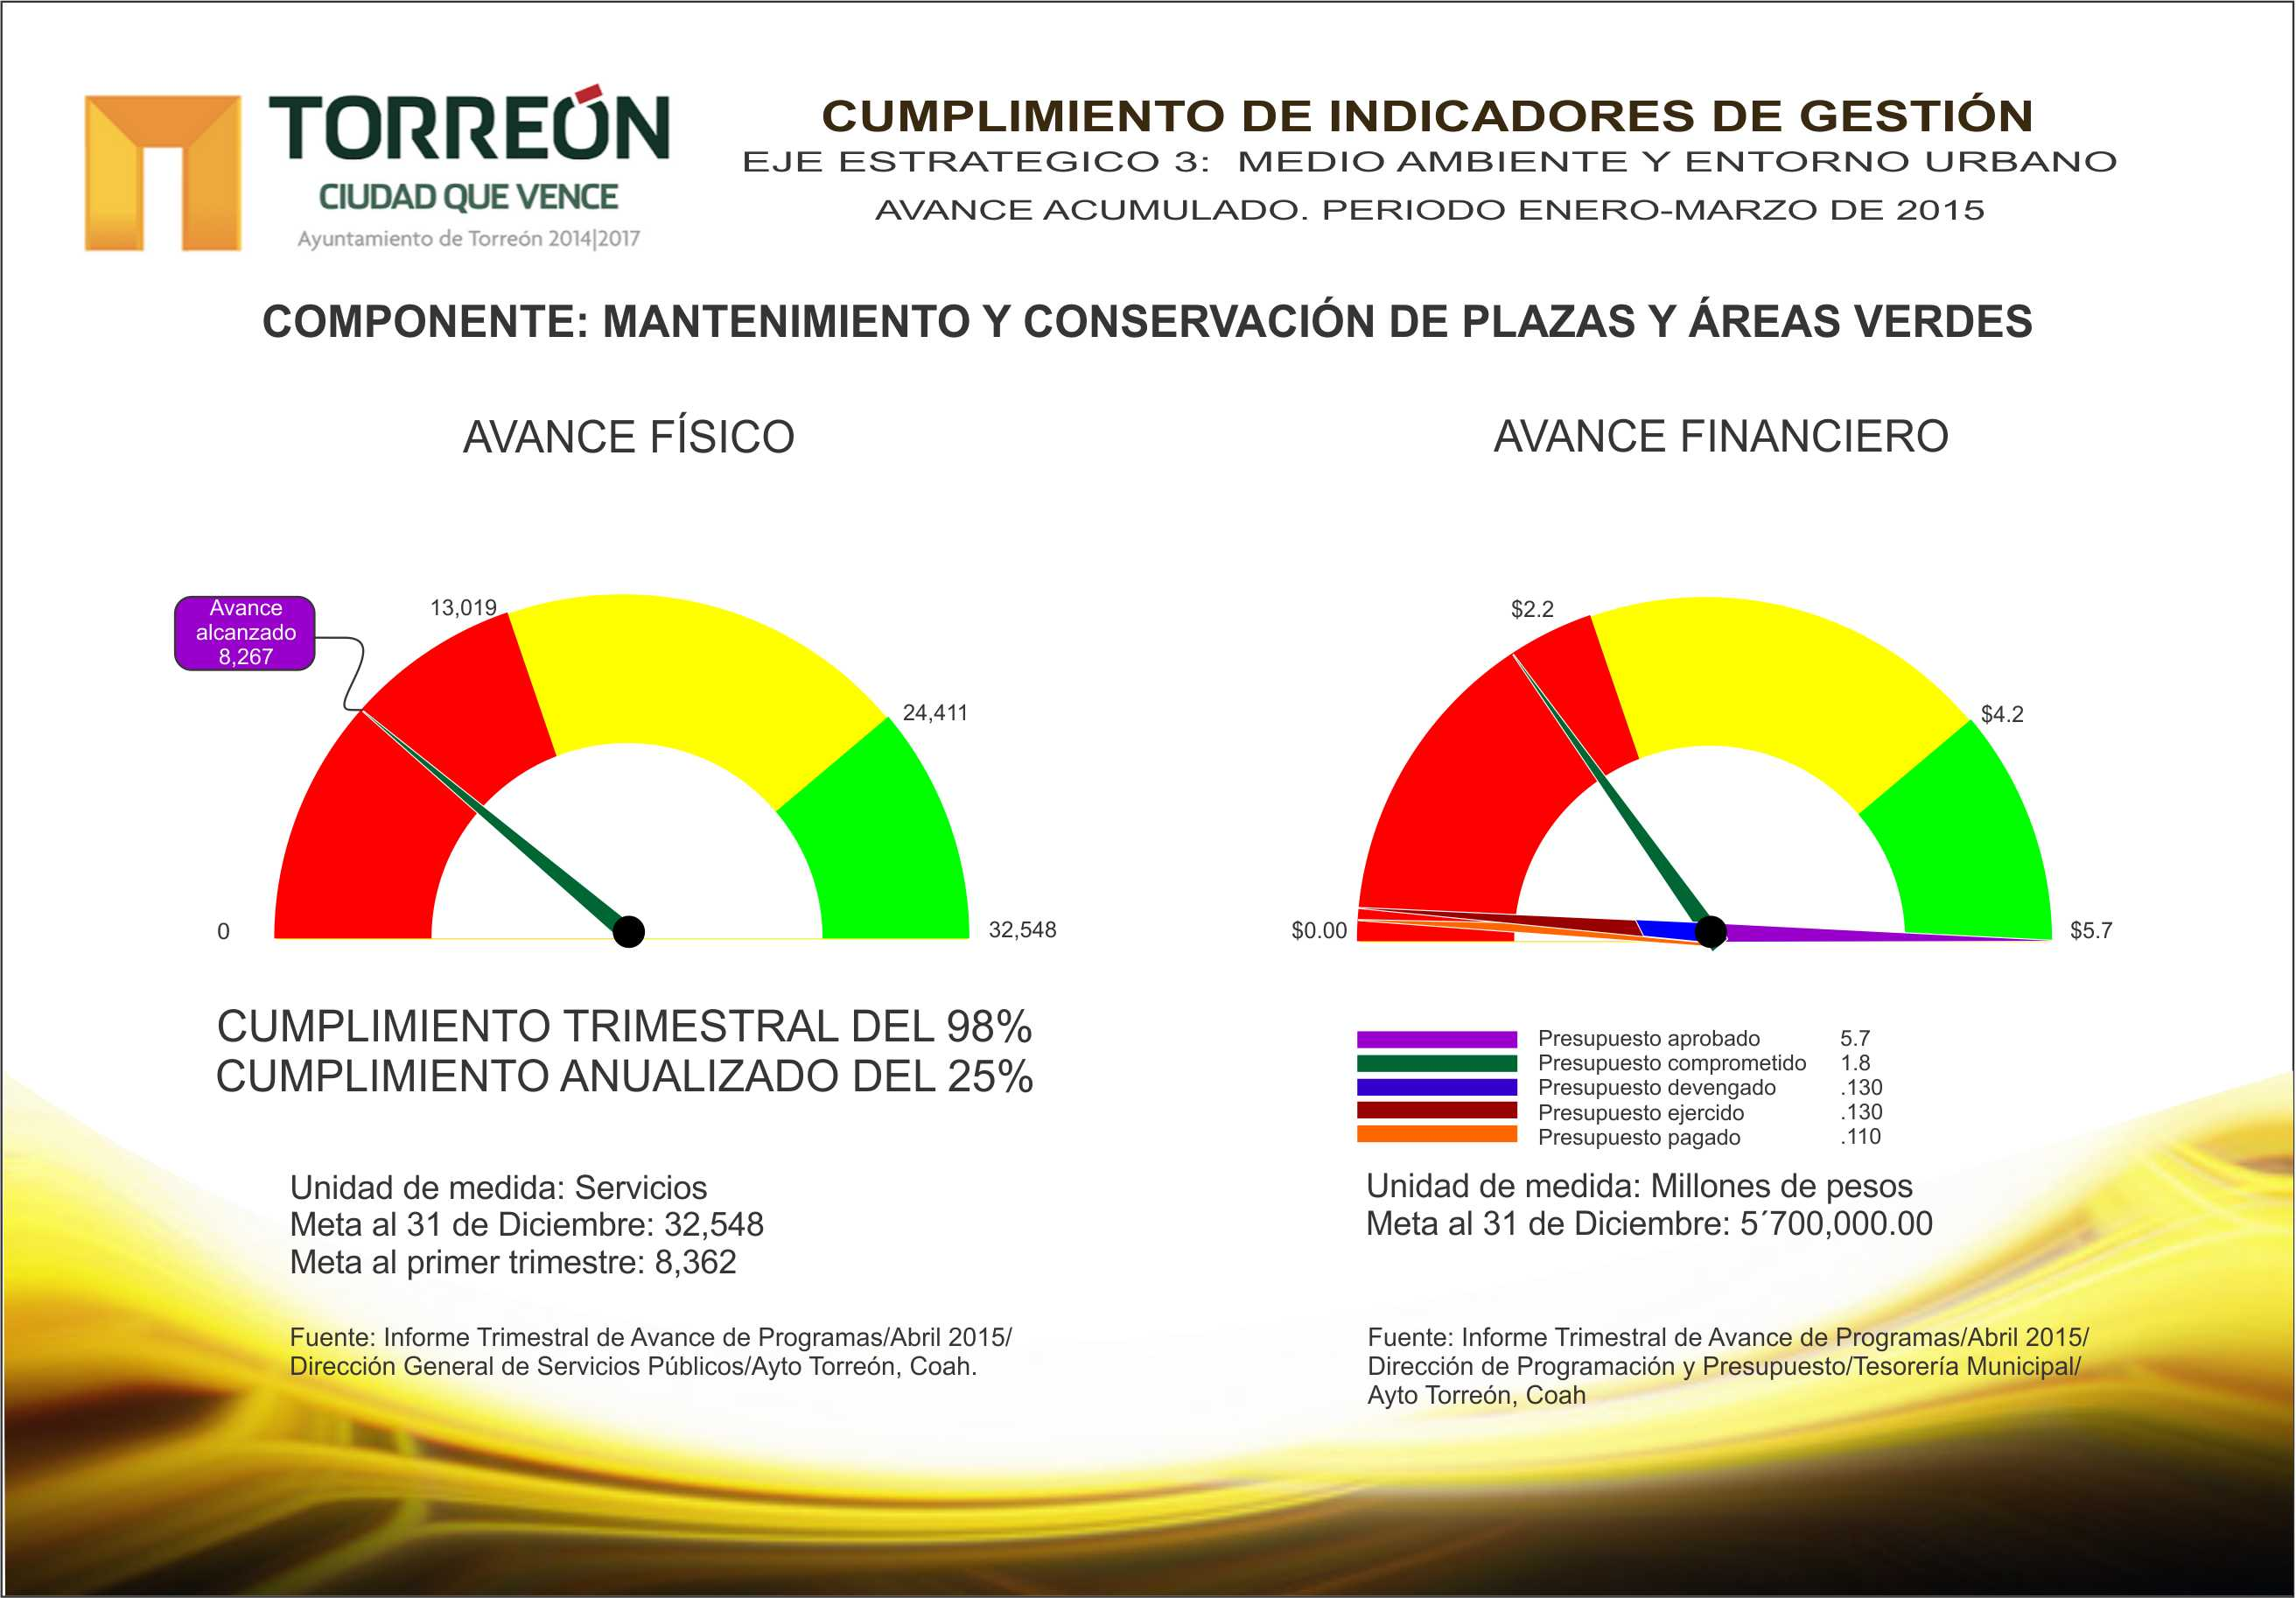 TORREÓN
CIUDAD QUE VENCE
Ayuntamiento de Torreón 2014|2017
CUMPLIMIENTO DE INDICADORES DE GESTIÓN
EJE ESTRATEGICO 3: MEDIO AMBIENTE Y ENTORNO URBANO
AVANCE ACUMULADO. PERIODO ENERO-MARZO DE 2015
COMPONENTE: MANTENIMIENTO Y CONSERVACIÓN DE PLAZAS Y ÁREAS VERDES
AVANCE FÍSICO
Avance
alcanzado
8,267
13,019
24,411
0
32,548
CUMPLIMIENTO TRIMESTRAL DEL 98%
CUMPLIMIENTO ANUALIZADO DEL 25%
Unidad de medida: Servicios
Meta al 31 de Diciembre: 32,548
Meta al primer trimestre: 8,362
Fuente: Informe Trimestral de Avance de Programas/Abril 2015/
Dirección General de Servicios Públicos/Ayto Torreón, Coah.
AVANCE FINANCIERO
$2.2
$4.2
$0.00
$5.7
Presupuesto aprobado 5.7
Presupuesto comprometido 1.8
Presupuesto devengado .130
Presupuesto ejercido .130
Presupuesto pagado .110
Unidad de medida: Millones de pesos
Meta al 31 de Diciembre: 5´700,000.00
Fuente: Informe Trimestral de Avance de Programas/Abril 2015/
Dirección de Programación y Presupuesto/Tesorería Municipal/
Ayto Torreón, Coah